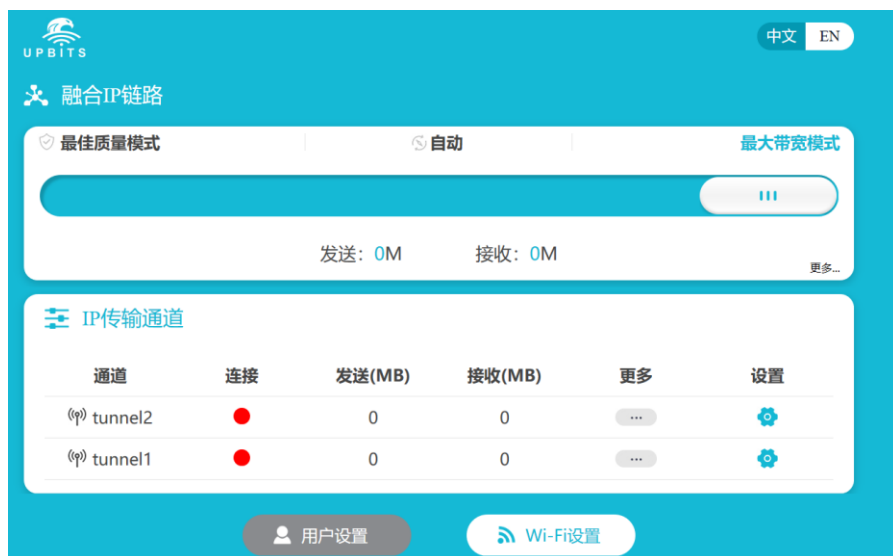 UPBITS
中文 EN
融合IP链路
最佳质量模式 自动 最大带宽模式
发送：0M 接收：0M
更多...
IP传输通道
通道 连接 发送(MB) 接收(MB) 更多 设置
tunnel2 0 0 ...
tunnel1 0 0 ...
用户设置 Wi-Fi设置